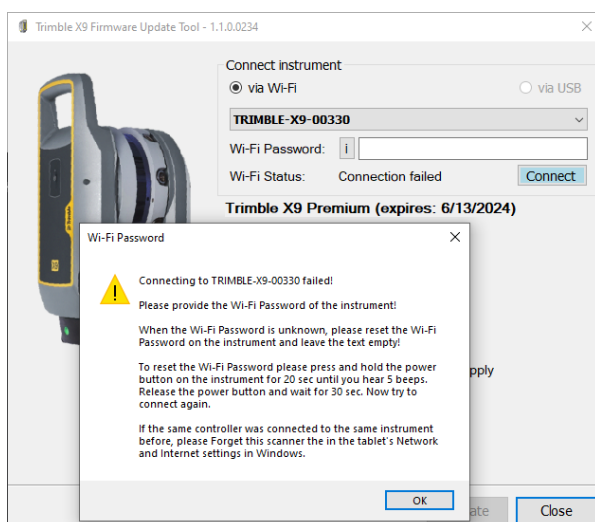 Trimble X9 Firmware Update Tool - 1.1.0.0234
Connect instrument
via Wi-Fi
via USB
TRIMBLE-X9-00330
Wi-Fi Password:
i
Wi-Fi Status:
Connection failed
Connect
Trimble X9 Premium (expires: 6/13/2024)
Wi-Fi Password
Connecting to TRIMBLE-X9-00330 failed!
Please provide the Wi-Fi Password of the instrument!
When the Wi-Fi Password is unknown, please reset the Wi-Fi
Password on the instrument and leave the text empty!
To reset the Wi-Fi Password please press and hold the power
button on the instrument for 20 sec until you hear 5 beeps.
Release the power button and wait for 30 sec. Now try to
connect again.
If the same controller was connected to the same instrument
before, please Forget this scanner the in the tablet's Network
and Internet settings in Windows.
OK
pply
ate
Close